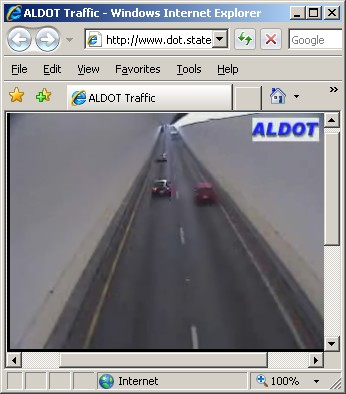 ALDOT Traffic - Windows Internet Explorer
http://www.dot.state
Google
File Edit View Favorites Tools Help
ALDOT Traffic
»
ALDOT
Internet
100%